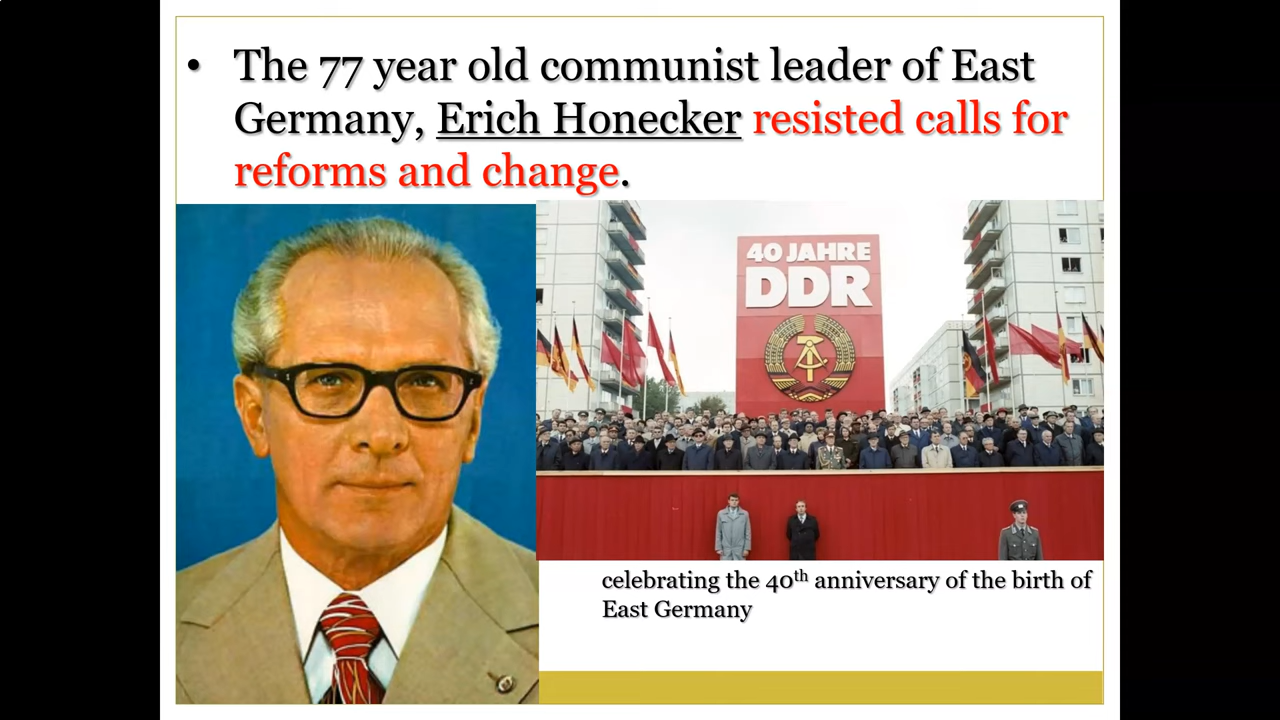 • The 77 year old communist leader of East
Germany, Erich Honecker resisted calls for
reforms and change.
40 JAHRE
DDR
celebrating the 40th anniversary of the birth of
East Germany